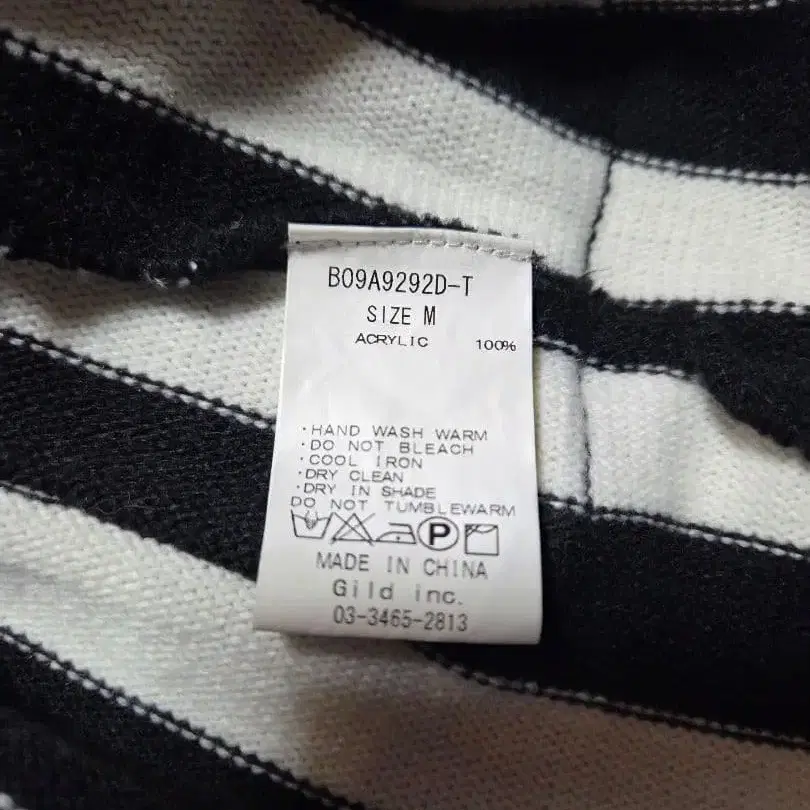 B09A9292D-T
SIZE M
ACRYLIC 100%
·HAND WASH WARM
·DO NOT BLEACH
·COOL IRON
·DRY CLEAN
·DRY IN SHADE
DO NOT TUMBLEWARM
P
MADE IN CHINA
Gild inc.
03-3465-2813